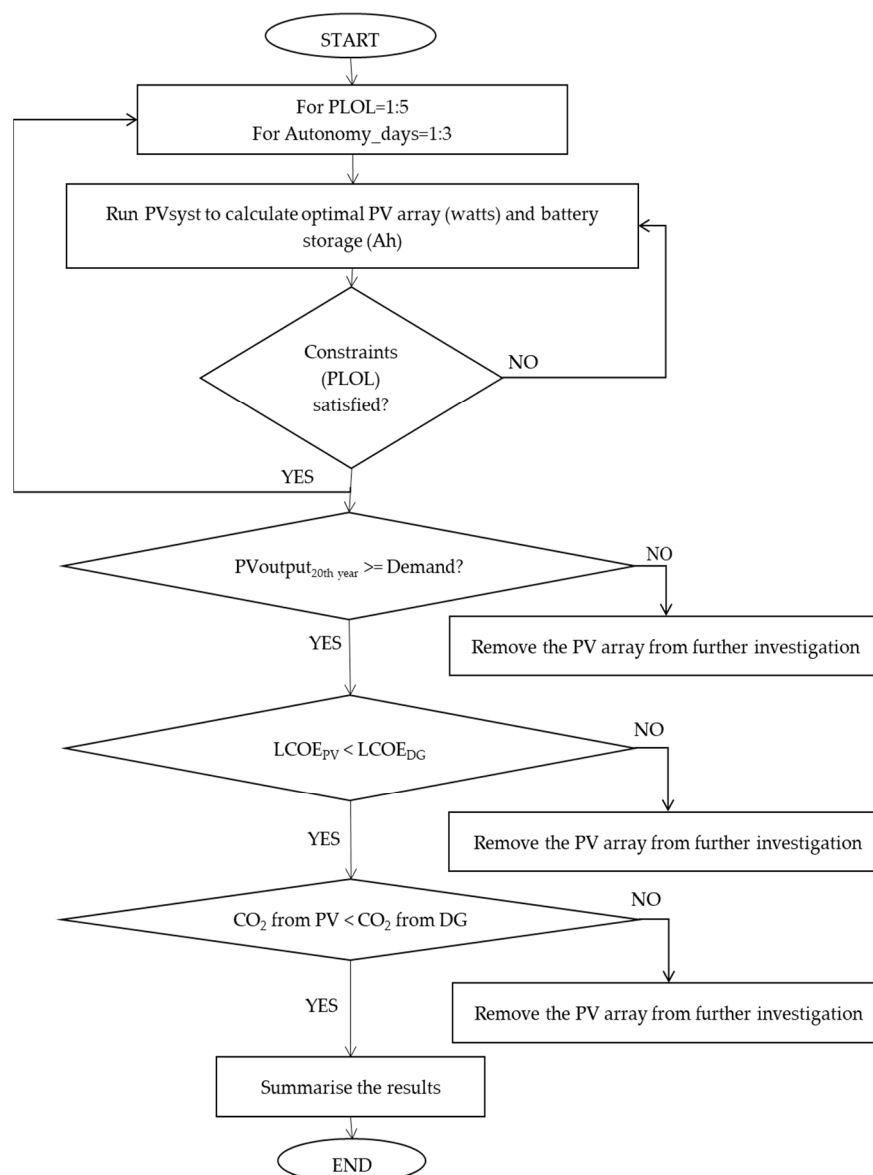 START
For PLOL=1:5
For Autonomy_days=1:3
Run PVsyst to calculate optimal PV array (watts) and battery
storage (Ah)
Constraints
(PLOL)
satisfied?
NO
YES
PVoutput20th year >= Demand?
NO
Remove the PV array from further investigation
YES
LCOEPV < LCOEDG
NO
Remove the PV array from further investigation
YES
CO2 from PV < CO2 from DG
NO
Remove the PV array from further investigation
YES
Summarise the results
END